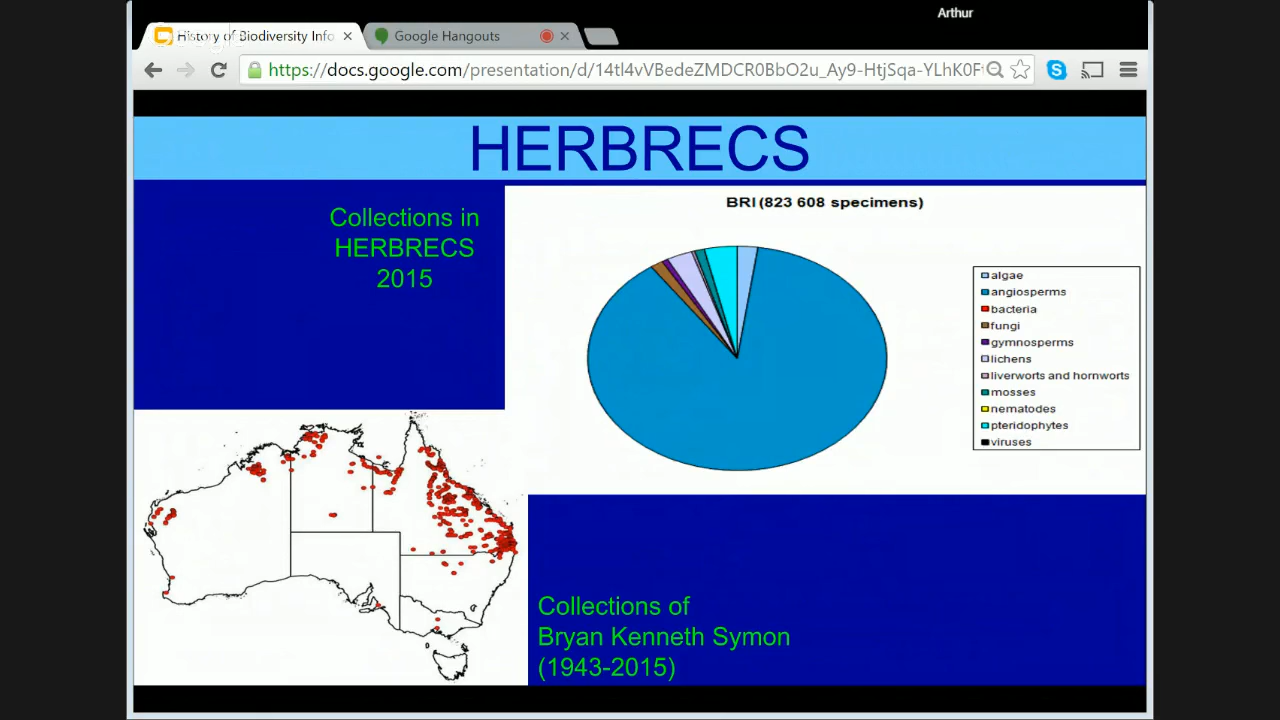 Arthur
History of Biodiversity Info
Google Hangouts
https://docs.google.com/presentation/d/14tl4vVBedeZMDCR0BbO2u_Ay9-HtjSqa-YLhK0F
HERBRECS
Collections in
HERBRECS
2015
BRI (823 608 specimens)
algae
angiosperms
bacteria
fungi
gymnosperms
lichens
liverworts and hornworts
mosses
nematodes
pteridophytes
viruses
Collections of
Bryan Kenneth Symon
(1943-2015)